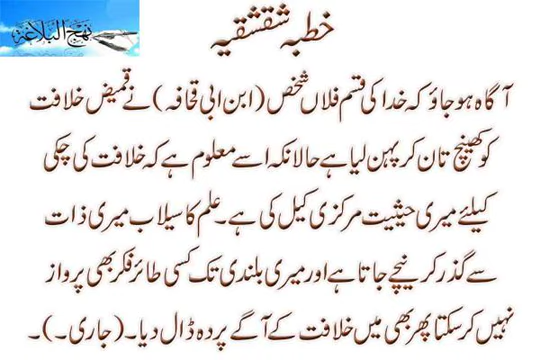 نہج البلاغہ
خطبہ شقشقیہ
آگاہ ہو جاؤ کہ خدا کی قسم فلاں شخص (ابن ابی قحافہ) نے قمیض خلافت
کو کھینچ تان کر پہن لیا ہے حالانکہ اسے معلوم ہے کہ خلافت کی چکی
کیلئے میری حیثیت مرکزی کیل کی ہے۔ علم کا سیلاب میری ذات
سے گذر کر نیچے جاتا ہے اور میری بلندی تک کسی طائر فکر بھی پرواز
نہیں کر سکتا پھر بھی میں خلافت کے آگے پردہ ڈال دیا۔ (جاری۔)۔